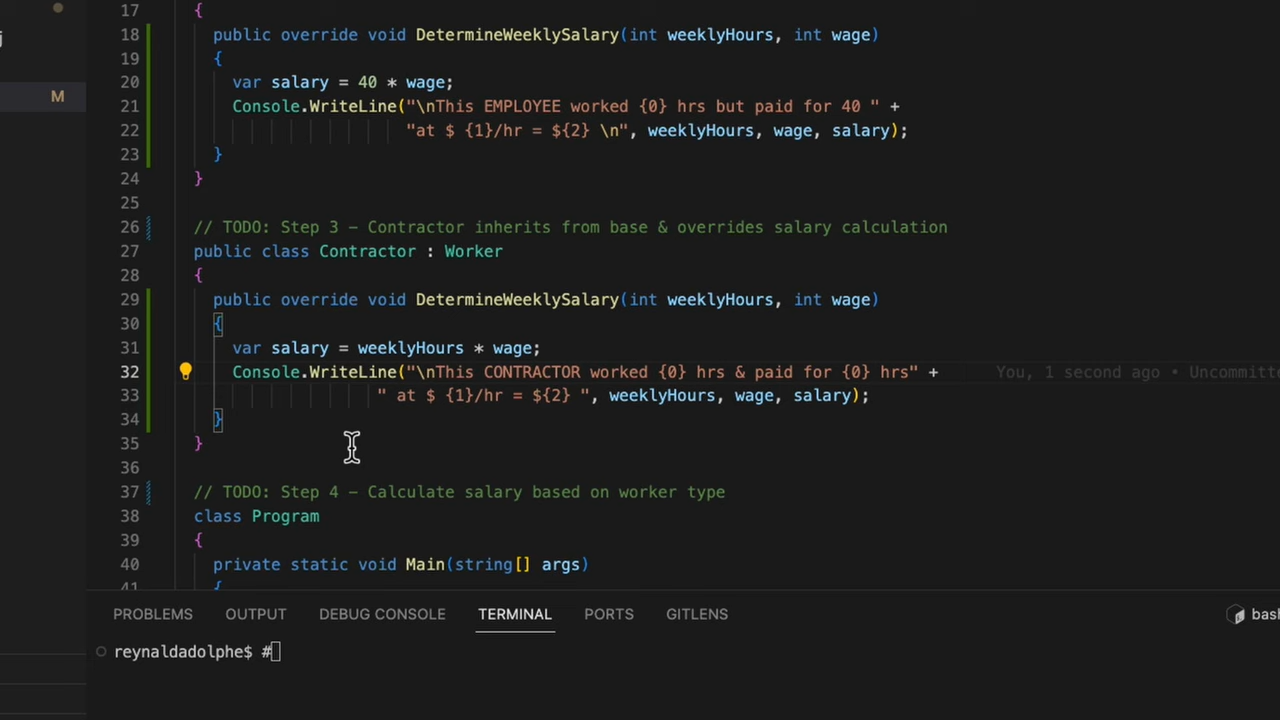 17 {
18 public override void DetermineWeeklySalary(int weeklyHours, int wage)
19 {
M
20 var salary = 40 * wage;
21 Console.WriteLine("\nThis EMPLOYEE worked {0} hrs but paid for 40 " +
22 "at $ {1}/hr = ${2} \n", weeklyHours, wage, salary);
23 }
24 }
25
26 // TODO: Step 3 – Contractor inherits from base & overrides salary calculation
27 public class Contractor : Worker
28 {
29 public override void DetermineWeeklySalary(int weeklyHours, int wage)
30 {
31 var salary = weeklyHours * wage;
32 Console.WriteLine("\nThis CONTRACTOR worked {0} hrs & paid for {0} hrs" + You, 1 second ago • Uncommitte
33 " at $ {1}/hr = ${2} ", weeklyHours, wage, salary);
34 }
35 }
36
37 // TODO: Step 4 – Calculate salary based on worker type
38 class Program
39 {
40 private static void Main(string[] args)
41 {
PROBLEMS OUTPUT DEBUG CONSOLE TERMINAL PORTS GITLENS bash
reynaldadolphe$ #